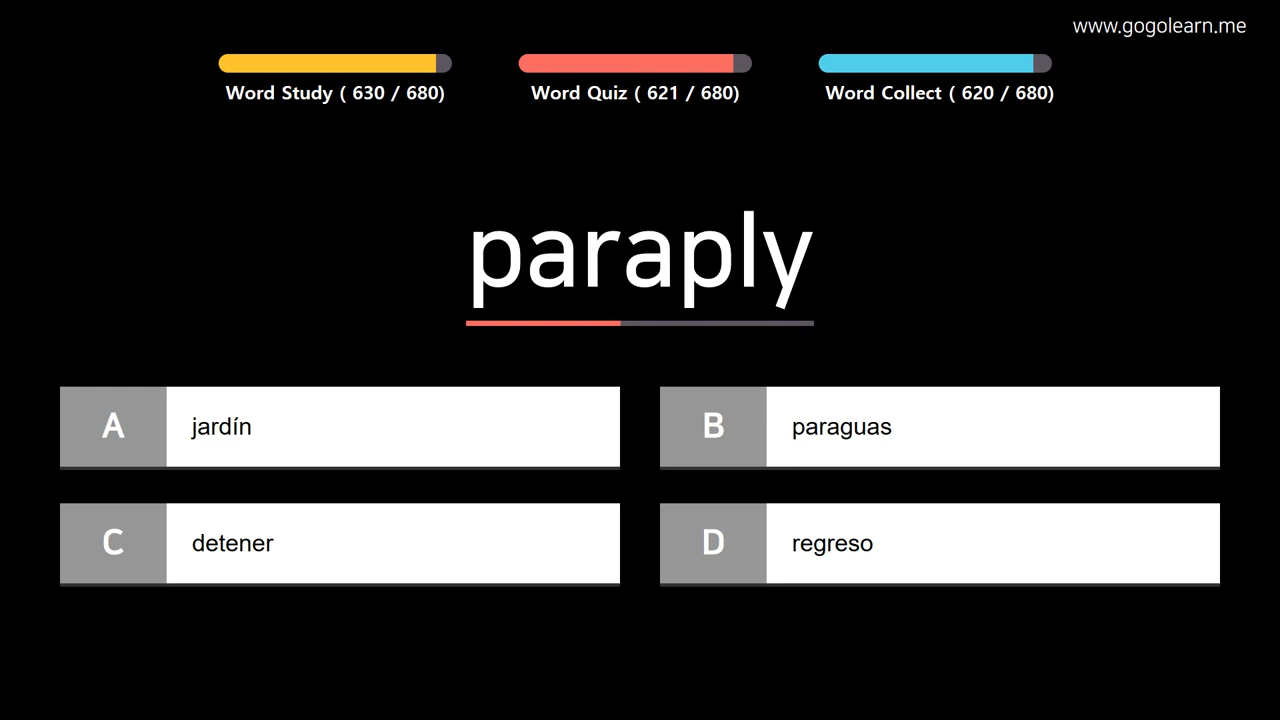 www.gogolearn.me
Word Study ( 630 / 680)
Word Quiz ( 621 / 680)
Word Collect ( 620 / 680)
paraply
A jardín
B paraguas
C detener
D regreso